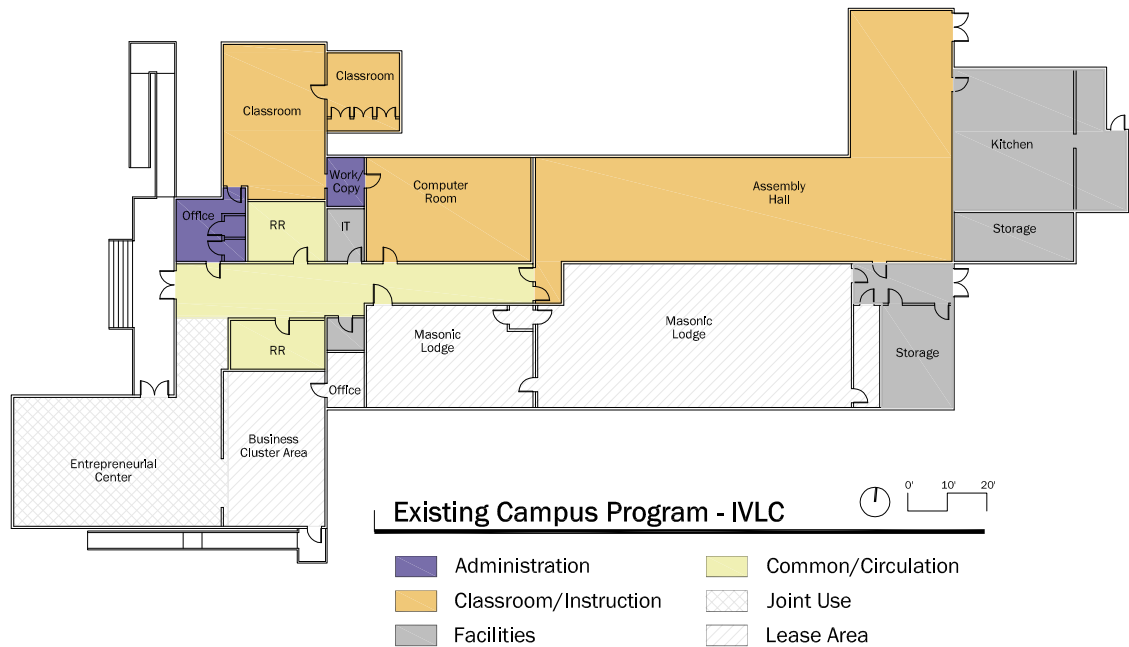 Classroom
Classroom
Kitchen
Work/
Copy
Computer
Room
Assembly
Hall
Office
RR
IT
Storage
Masonic
Lodge
Masonic
Lodge
RR
Storage
Office
Business
Cluster Area
Entrepreneurial
Center
Existing Campus Program - IVLC
0' 10' 20'
Administration
Common/Circulation
Classroom/Instruction
Joint Use
Facilities
Lease Area